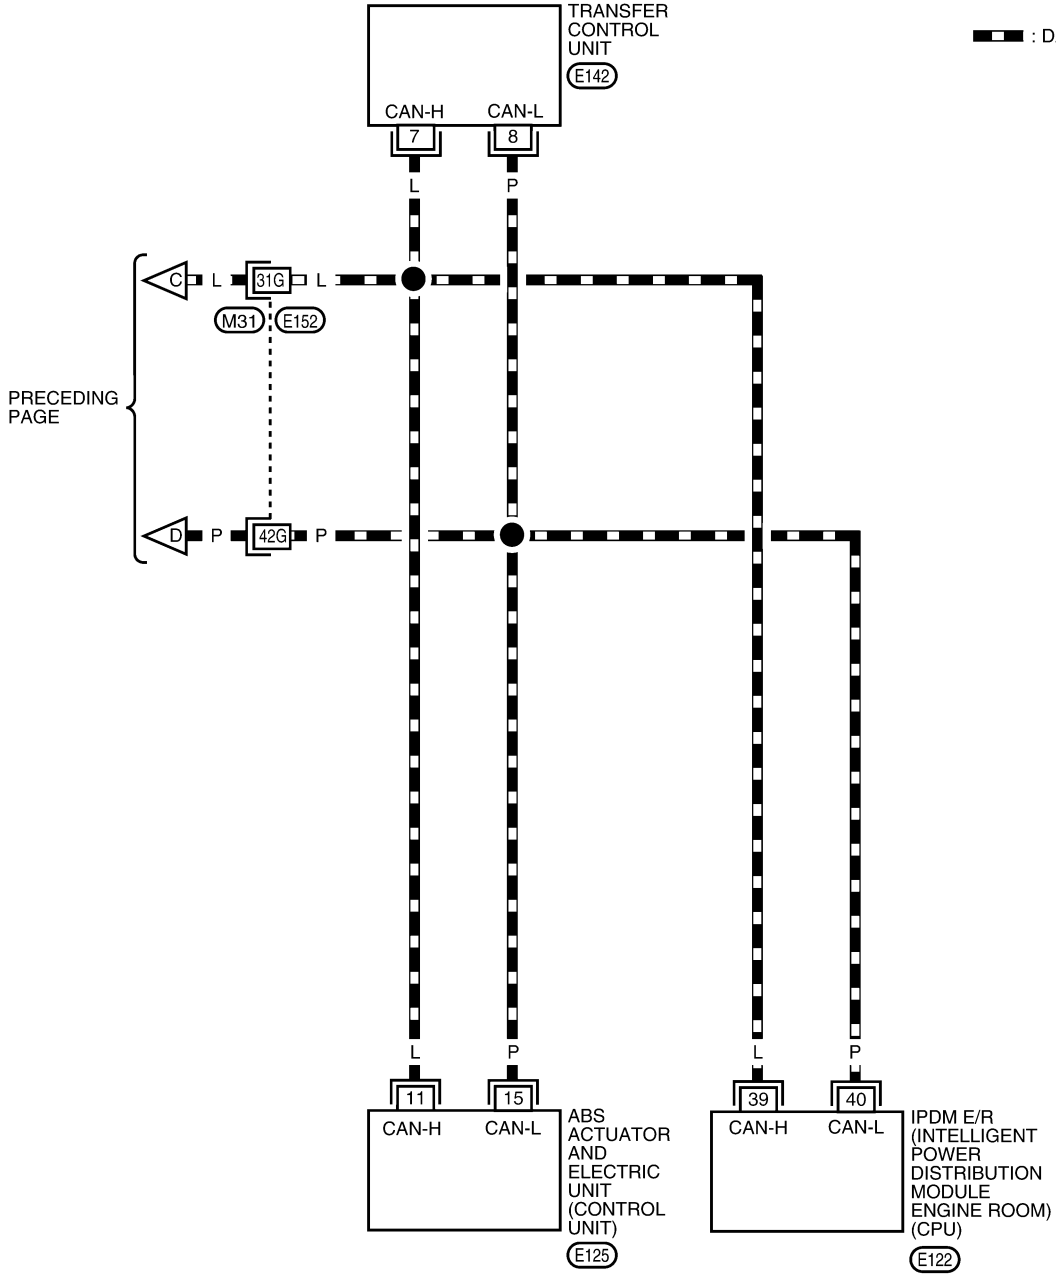 TRANSFER
CONTROL
UNIT
E142
: D
CAN-H
CAN-L
7
8
L
P
C
L
31G
L
M31
E152
PRECEDING
PAGE
D
P
42G
P
L
P
L
P
11
15
39
40
CAN-H
CAN-L
CAN-H
CAN-L
ABS
ACTUATOR
AND
ELECTRIC
UNIT
(CONTROL
UNIT)
E125
IPDM E/R
(INTELLIGENT
POWER
DISTRIBUTION
MODULE
ENGINE ROOM)
(CPU)
E122